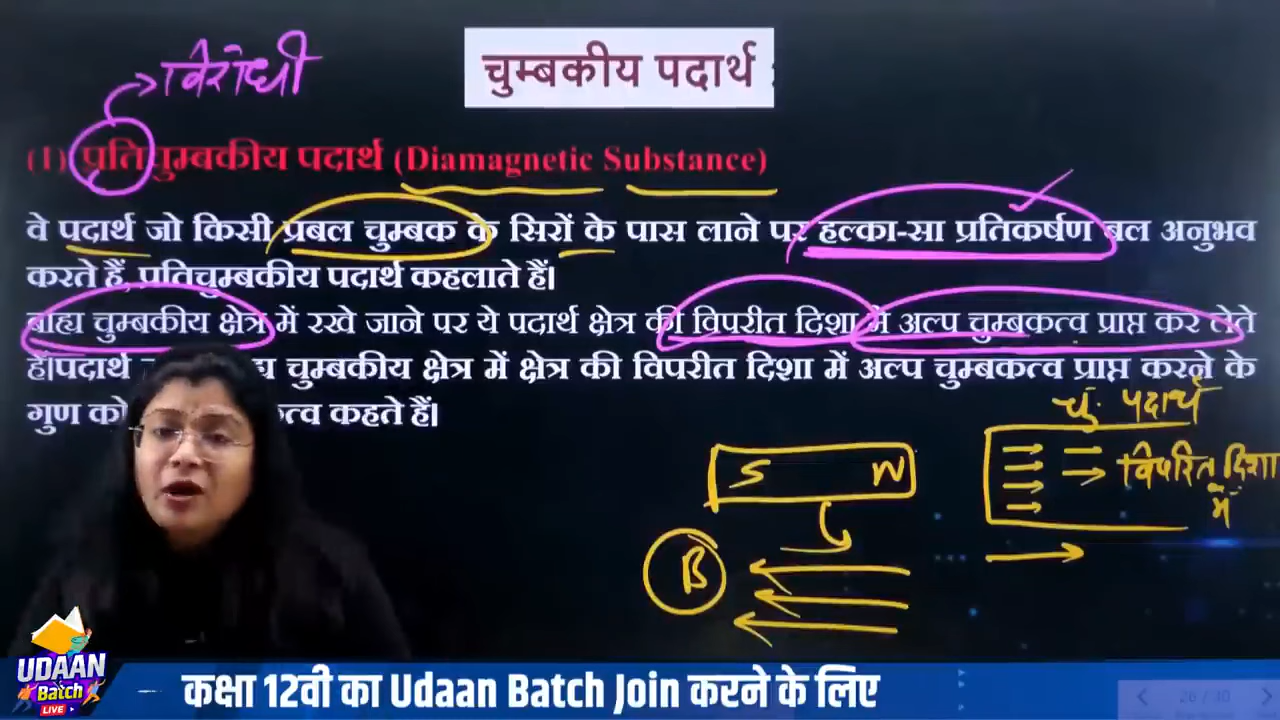 विरोधी
चुम्बकीय पदार्थ
(1) प्रतिचुम्बकीय पदार्थ (Diamagnetic Substance)
वे पदार्थ जो किसी प्रबल चुम्बक के सिरों के पास लाने पर हल्का-सा प्रतिकर्षण बल अनुभव
करते हैं, प्रतिचुम्बकीय पदार्थ कहलाते हैं।
बाह्य चुम्बकीय क्षेत्र में रखे जाने पर ये पदार्थ क्षेत्र की विपरीत दिशा में अल्प चुम्बकत्व प्राप्त कर लेते
हैं।पदार्थ चुम्बकीय क्षेत्र में क्षेत्र की विपरीत दिशा में अल्प चुम्बकत्व प्राप्त करने के
गुण को कहते हैं।
चु. पदार्थ
S N
विपरित दिशा
में
B
UDAAN
Batch
LIVE
कक्षा 12वी का Udaan Batch Join करने के लिए
26 / 30